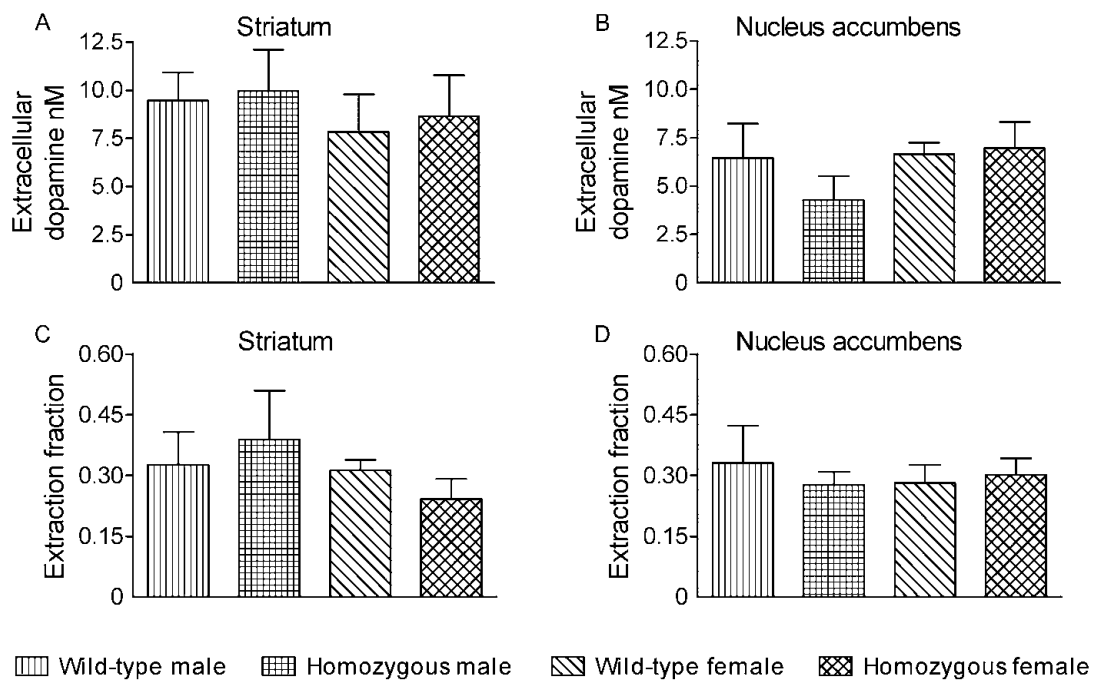 A
Striatum
Extracellular
dopamine nM
12.5
10.0
7.5
5.0
2.5
0
B
Nucleus accumbens
Extracellular
dopamine nM
12.5
10.0
7.5
5.0
2.5
0
C
Striatum
Extraction fraction
0.60
0.45
0.30
0.15
0
D
Nucleus accumbens
Extraction fraction
0.60
0.45
0.30
0.15
0
Wild-type male
Homozygous male
Wild-type female
Homozygous female